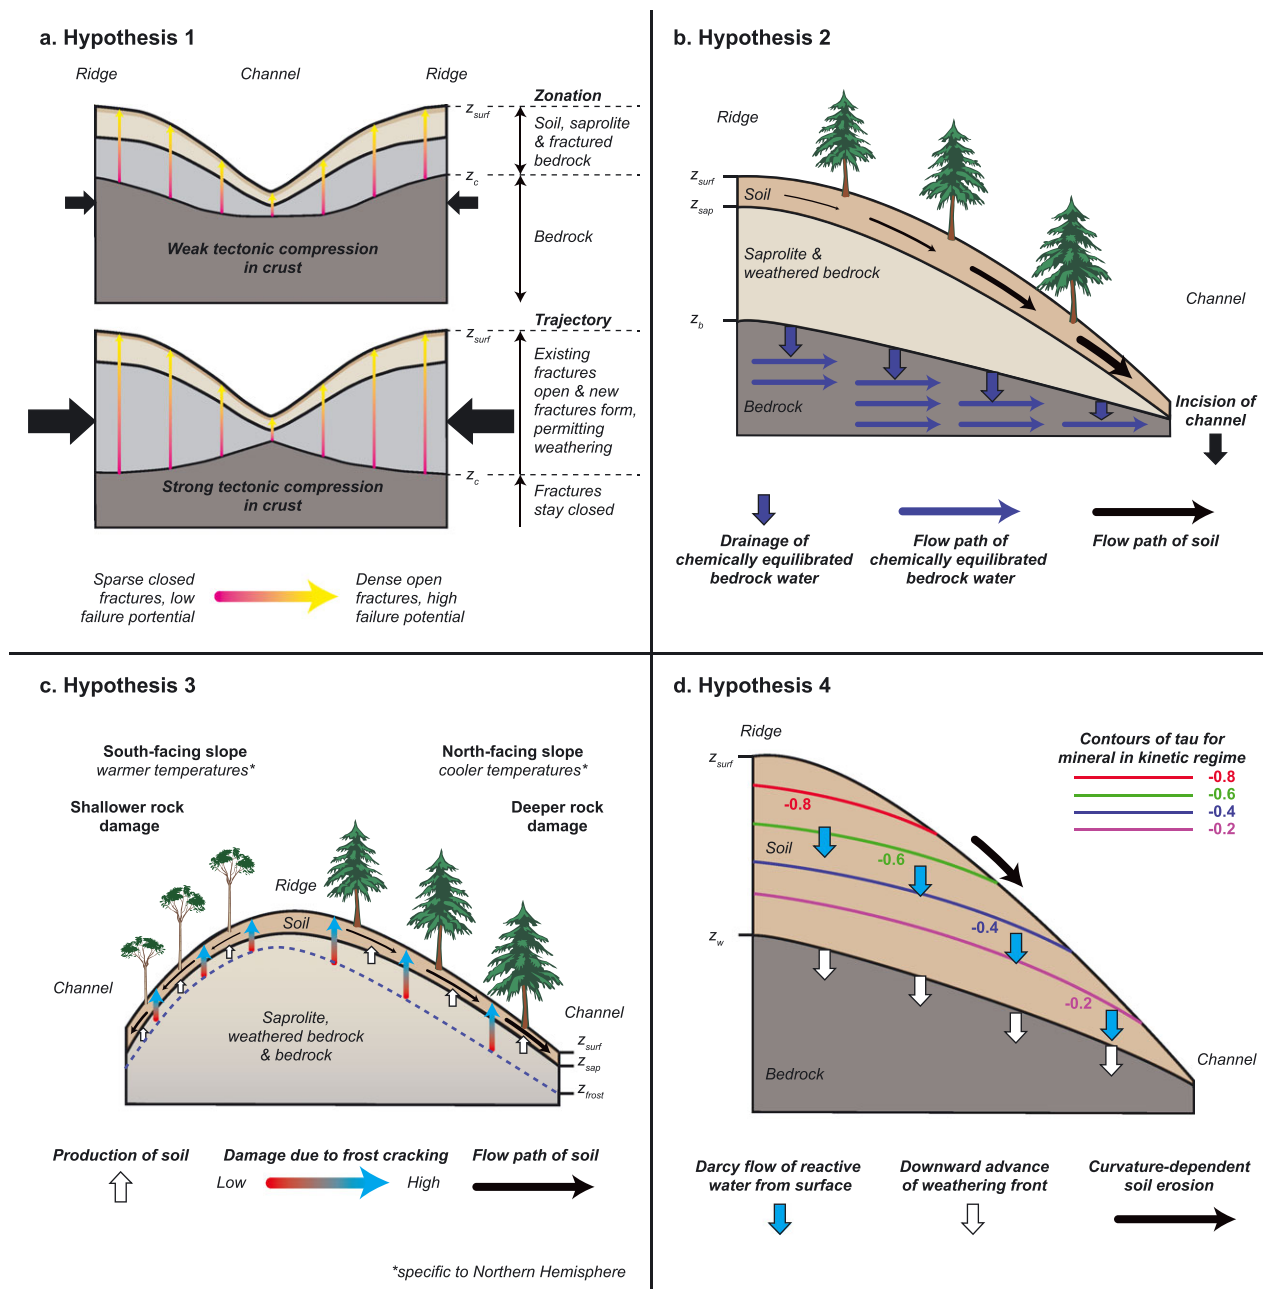 a. Hypothesis 1
Ridge
Channel
Ridge
z_surf
Zonation
Soil, saprolite
& fractured
bedrock
z_c
Bedrock
Weak tectonic compression
in crust
z_surf
Trajectory
Existing
fractures
open & new
fractures form,
permitting
weathering
z_c
Strong tectonic compression
in crust
Fractures
stay closed
Sparse closed
fractures, low
failure portential
Dense open
fractures, high
failure potential
b. Hypothesis 2
Ridge
z_surf
Soil
z_sap
Saprolite &
weathered bedrock
Channel
z_b
Bedrock
Incision of
channel
Drainage of
chemically equilibrated
bedrock water
Flow path of
chemically equilibrated
bedrock water
Flow path of soil
c. Hypothesis 3
South-facing slope
warmer temperatures*
North-facing slope
cooler temperatures*
Shallower rock
damage
Deeper rock
damage
Ridge
Soil
Channel
Saprolite,
weathered bedrock
& bedrock
Channel
z_surf
z_sap
z_frost
Production of soil
Damage due to frost cracking
Low
High
Flow path of soil
*specific to Northern Hemisphere
d. Hypothesis 4
Ridge
z_surf
Contours of tau for
mineral in kinetic regime
-0.8
-0.6
-0.4
-0.2
-0.8
Soil
-0.6
-0.4
z_w
-0.2
Bedrock
Channel
Darcy flow of reactive
water from surface
Downward advance
of weathering front
Curvature-dependent
soil erosion